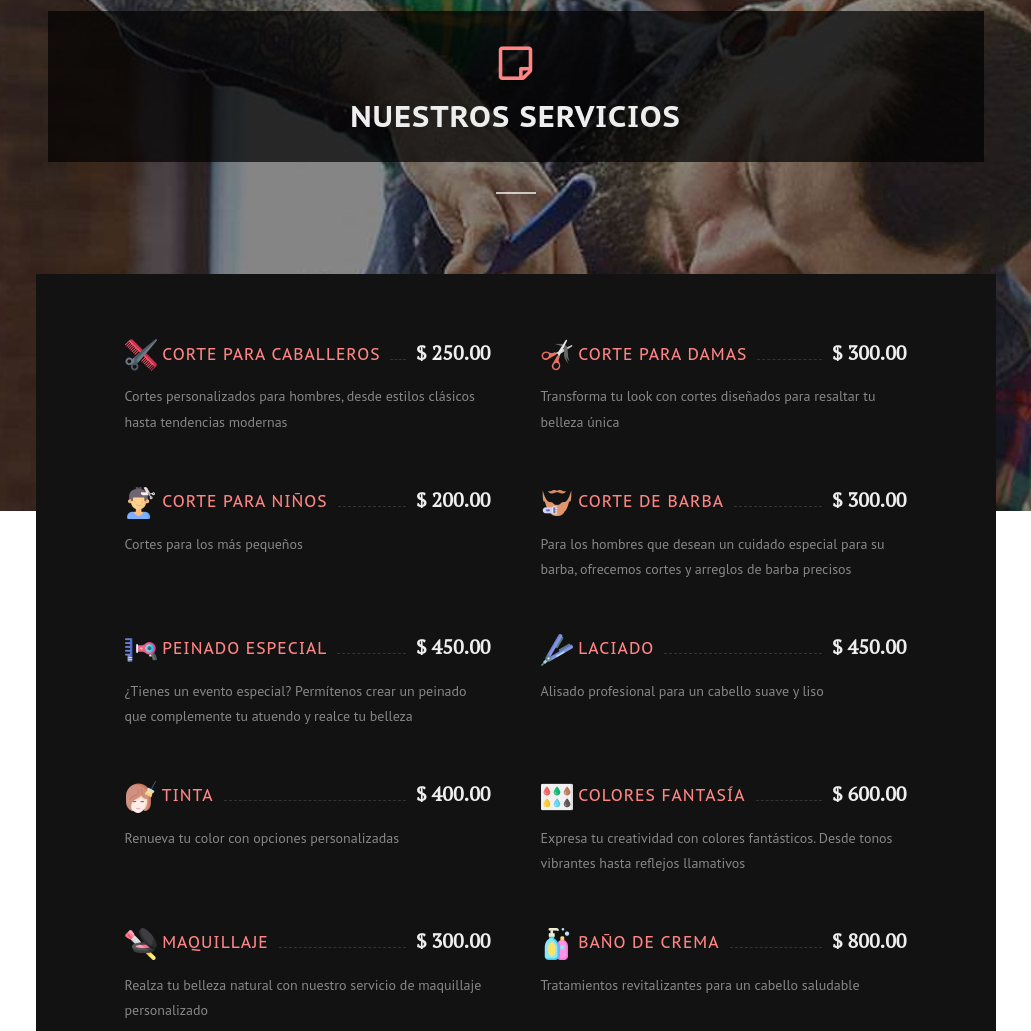 NUESTROS SERVICIOS
CORTE PARA CABALLEROS $ 250.00
Cortes personalizados para hombres, desde estilos clásicos
hasta tendencias modernas
CORTE PARA DAMAS $ 300.00
Transforma tu look con cortes diseñados para resaltar tu
belleza única
CORTE PARA NIÑOS $ 200.00
Cortes para los más pequeños
CORTE DE BARBA $ 300.00
Para los hombres que desean un cuidado especial para su
barba, ofrecemos cortes y arreglos de barba precisos
PEINADO ESPECIAL $ 450.00
¿Tienes un evento especial? Permítenos crear un peinado
que complemente tu atuendo y realce tu belleza
LACIADO $ 450.00
Alisado profesional para un cabello suave y liso
TINTA $ 400.00
Renueva tu color con opciones personalizadas
COLORES FANTASÍA $ 600.00
Expresa tu creatividad con colores fantásticos. Desde tonos
vibrantes hasta reflejos llamativos
MAQUILLAJE $ 300.00
Realza tu belleza natural con nuestro servicio de maquillaje
personalizado
BAÑO DE CREMA $ 800.00
Tratamientos revitalizantes para un cabello saludable